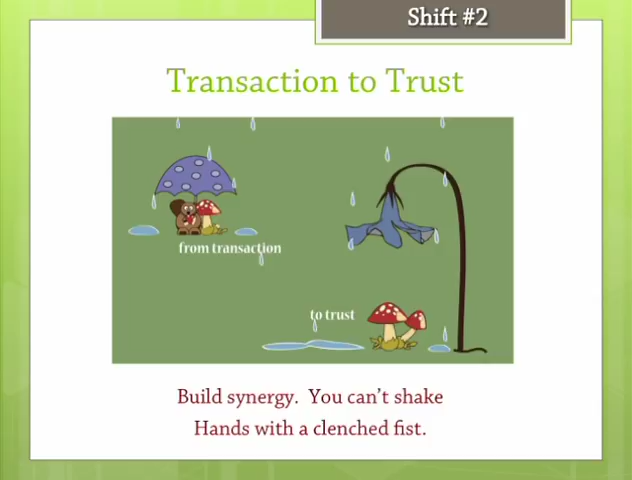 Shift #2
Transaction to Trust
from transaction
to trust
Build synergy. You can't shake
Hands with a clenched fist.